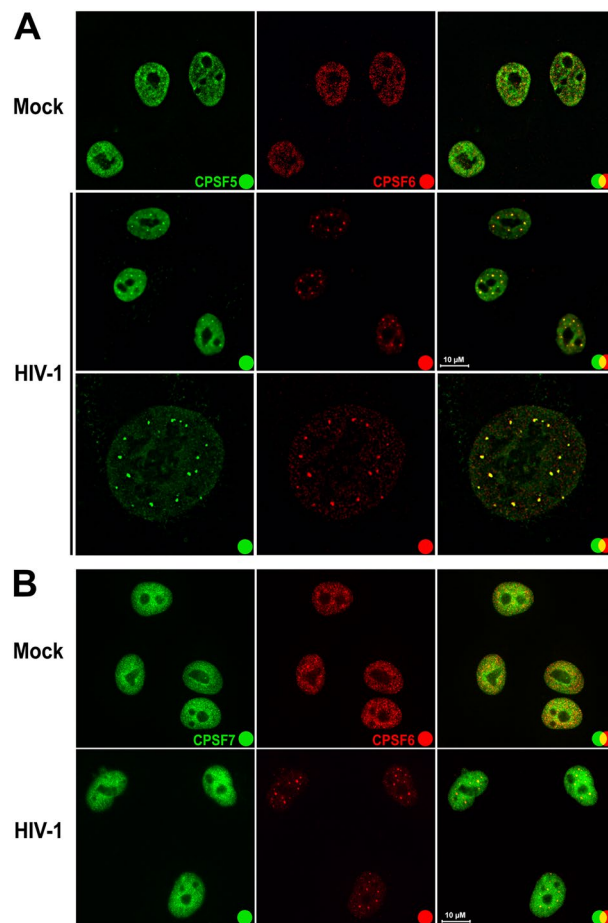 A
Mock
CPSF5
CPSF6
HIV-1
10 µM
B
Mock
CPSF7
CPSF6
HIV-1
10 µM